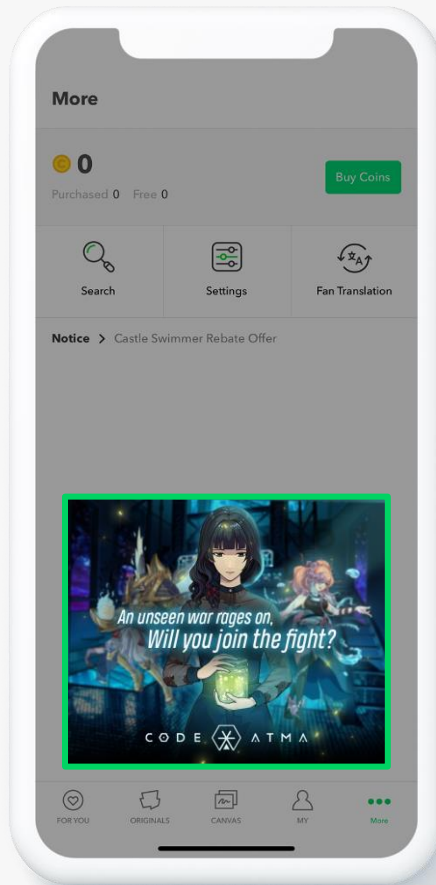 More
0
Purchased 0 Free 0
Buy Coins
Search
Settings
Fan Translation
Notice > Castle Swimmer Rebate Offer
An unseen war rages on,
Will you join the fight?
CODE ATMA
FOR YOU
ORIGINALS
CANVAS
MY
More